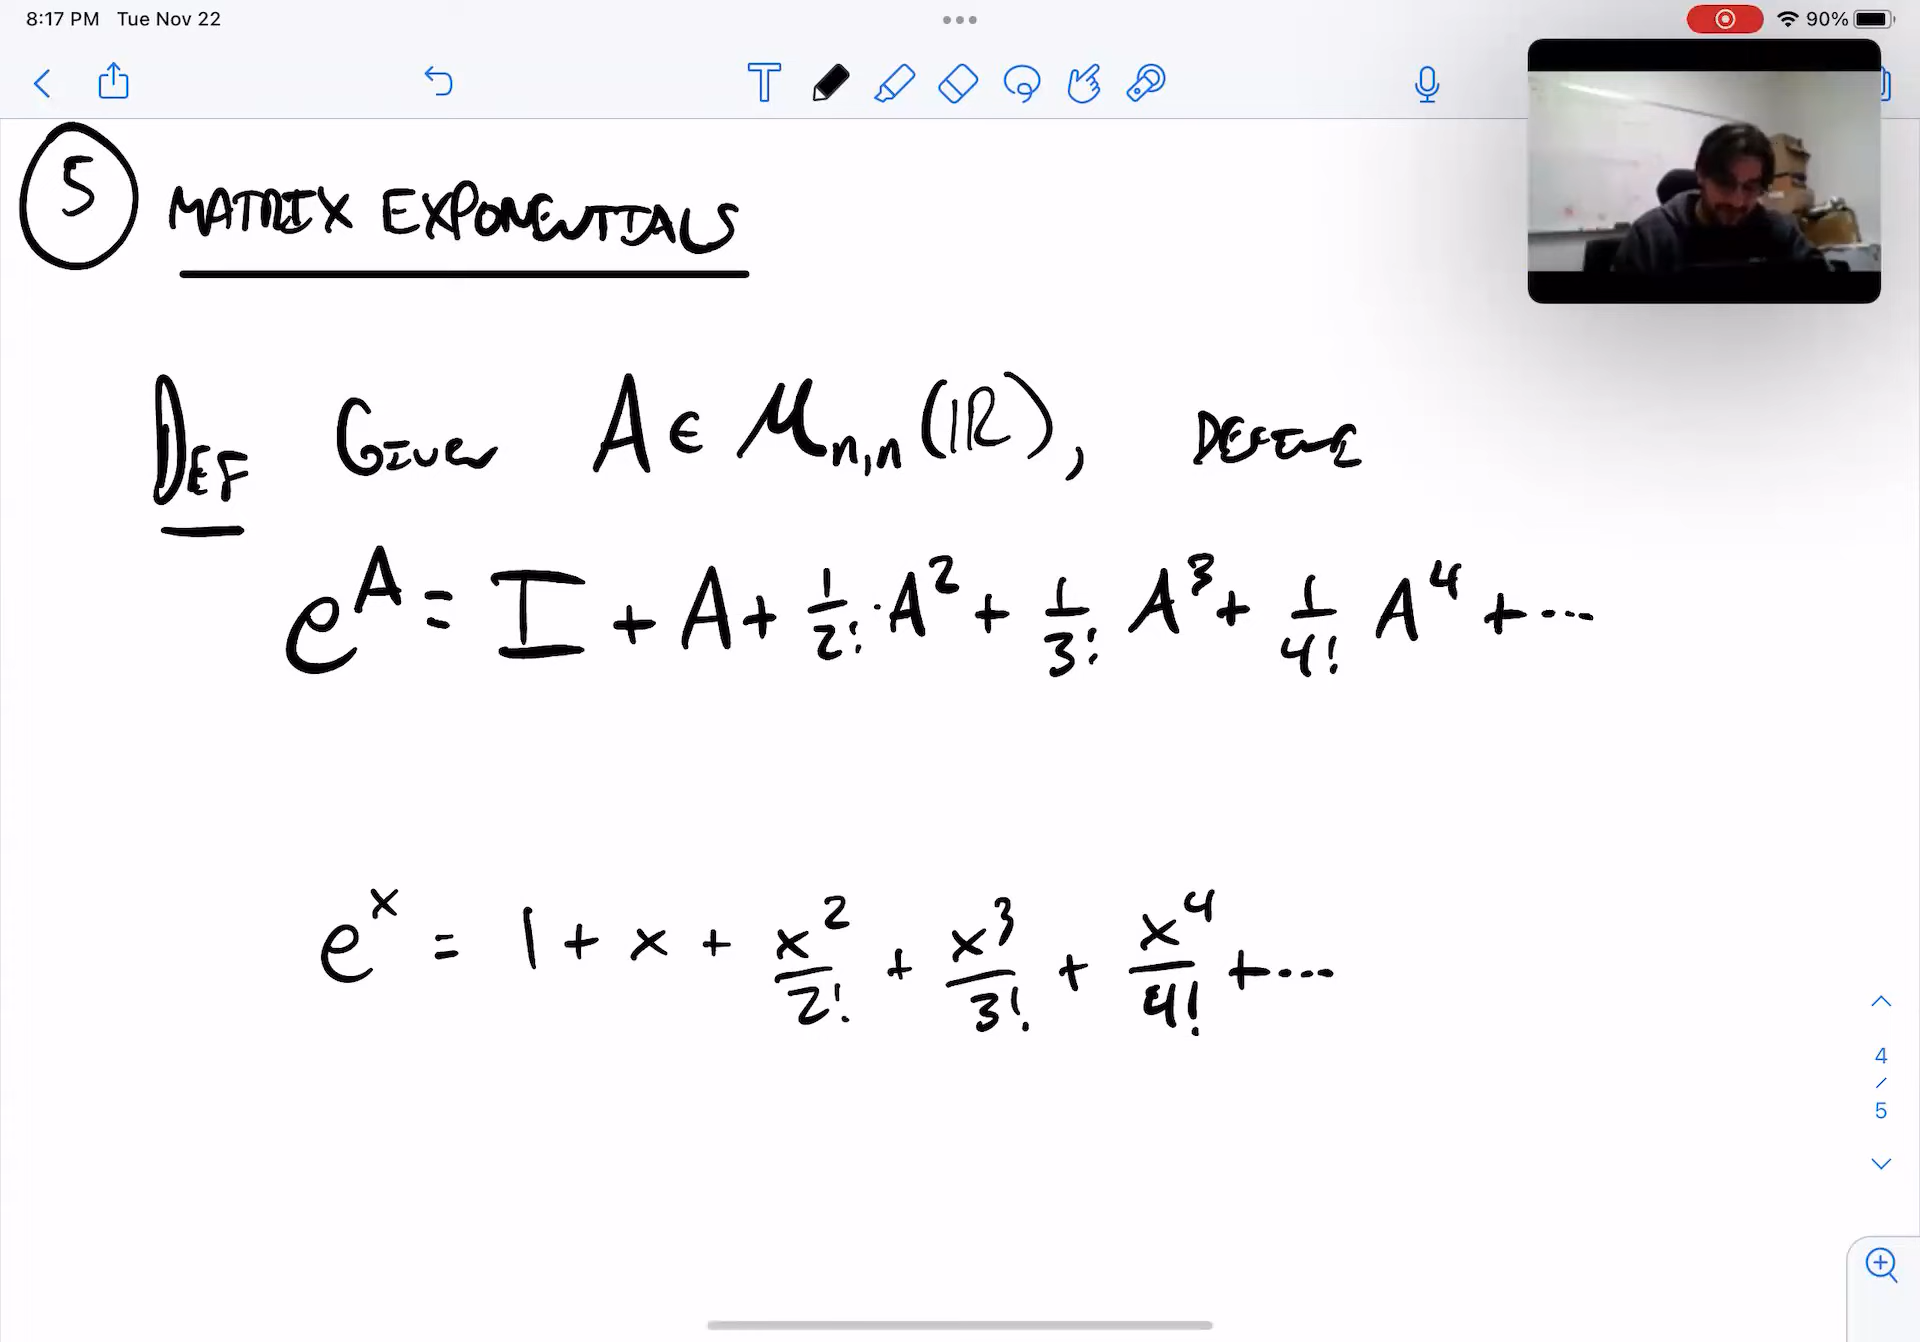 8:17 PM Tue Nov 22
90%
T
5 MATRIX EXPONENTIALS
DEF GIVEN A ∈ M_{n,n}(ℝ), DEFINE
e^A = I + A + 1/2! · A^2 + 1/3! A^3 + 1/4! A^4 + ...
e^x = 1 + x + x^2/2! + x^3/3! + x^4/4! + ...
4
/
5